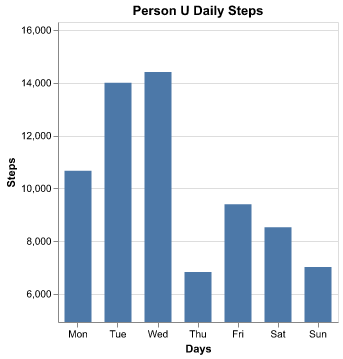 Person U Daily Steps
16,000
14,000
12,000
10,000
8,000
6,000
Steps
Mon Tue Wed Thu Fri Sat Sun
Days